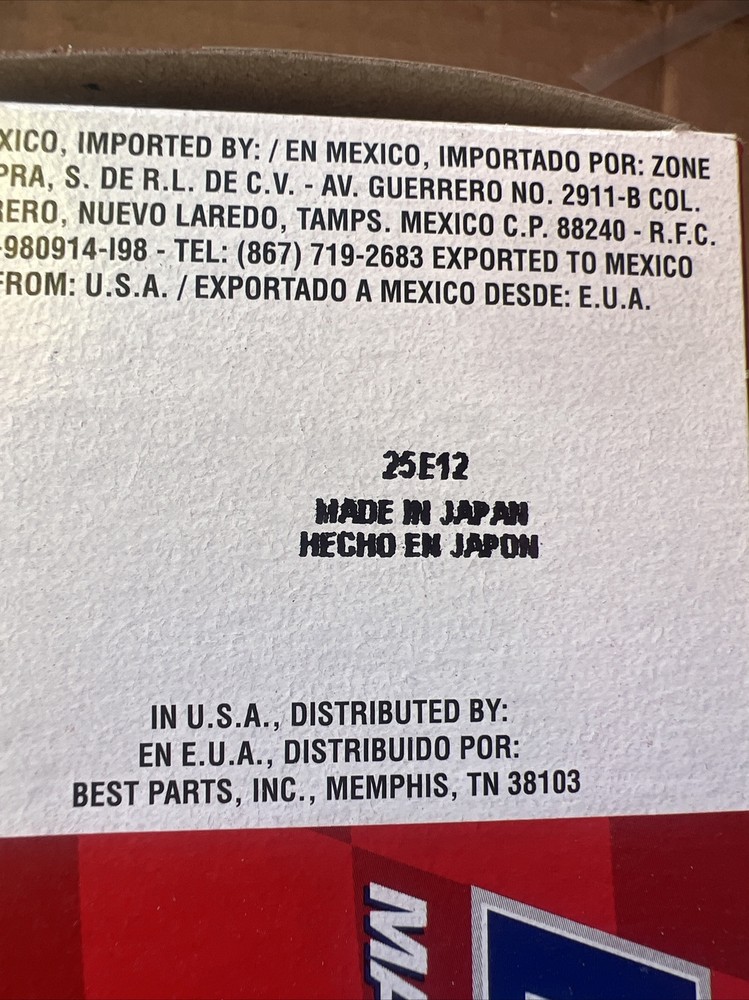 XICO, IMPORTED BY: / EN MEXICO, IMPORTADO POR: ZONE
PRA, S. DE R.L. DE C.V. - AV. GUERRERO NO. 2911-B COL.
RERO, NUEVO LAREDO, TAMPS. MEXICO C.P. 88240 - R.F.C.
-980914-I98 - TEL: (867) 719-2683 EXPORTED TO MEXICO
FROM: U.S.A. / EXPORTADO A MEXICO DESDE: E.U.A.
25E12
MADE IN JAPAN
HECHO EN JAPON
IN U.S.A., DISTRIBUTED BY:
EN E.U.A., DISTRIBUIDO POR:
BEST PARTS, INC., MEMPHIS, TN 38103